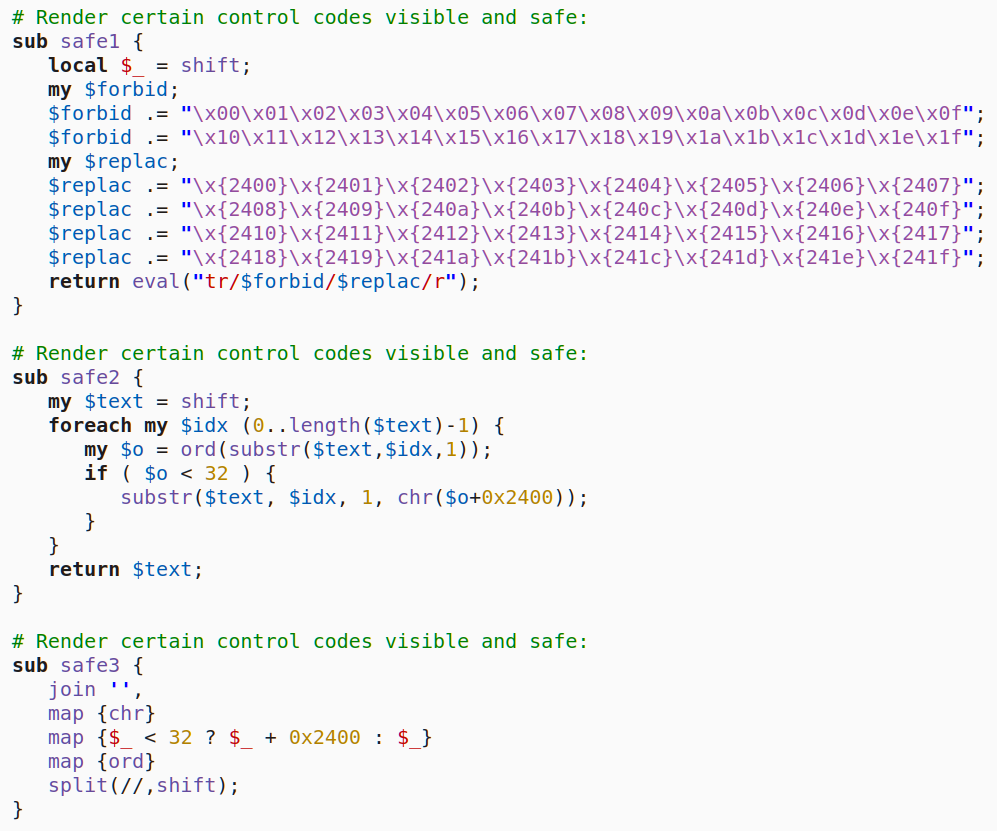 # Render certain control codes visible and safe:
sub safe1 {
   local $_ = shift;
   my $forbid;
   $forbid .= "\x00\x01\x02\x03\x04\x05\x06\x07\x08\x09\x0a\x0b\x0c\x0d\x0e\x0f";
   $forbid .= "\x10\x11\x12\x13\x14\x15\x16\x17\x18\x19\x1a\x1b\x1c\x1d\x1e\x1f";
   my $replac;
   $replac .= "\x{2400}\x{2401}\x{2402}\x{2403}\x{2404}\x{2405}\x{2406}\x{2407}";
   $replac .= "\x{2408}\x{2409}\x{240a}\x{240b}\x{240c}\x{240d}\x{240e}\x{240f}";
   $replac .= "\x{2410}\x{2411}\x{2412}\x{2413}\x{2414}\x{2415}\x{2416}\x{2417}";
   $replac .= "\x{2418}\x{2419}\x{241a}\x{241b}\x{241c}\x{241d}\x{241e}\x{241f}";
   return eval("tr/$forbid/$replac/r");
}

# Render certain control codes visible and safe:
sub safe2 {
   my $text = shift;
   foreach my $idx (0..length($text)-1) {
      my $o = ord(substr($text,$idx,1));
      if ( $o < 32 ) {
         substr($text, $idx, 1, chr($o+0x2400));
      }
   }
   return $text;
}

# Render certain control codes visible and safe:
sub safe3 {
   join '',
   map {chr}
   map {$_ < 32 ? $_ + 0x2400 : $_}
   map {ord}
   split(//,shift);
}